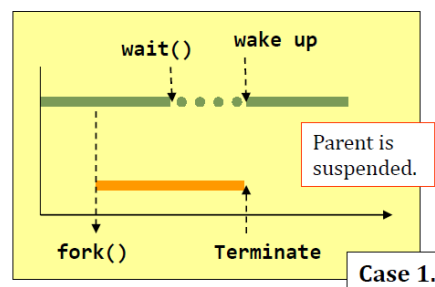 wait()
wake up
Parent is
suspended.
fork()
Terminate
Case 1.